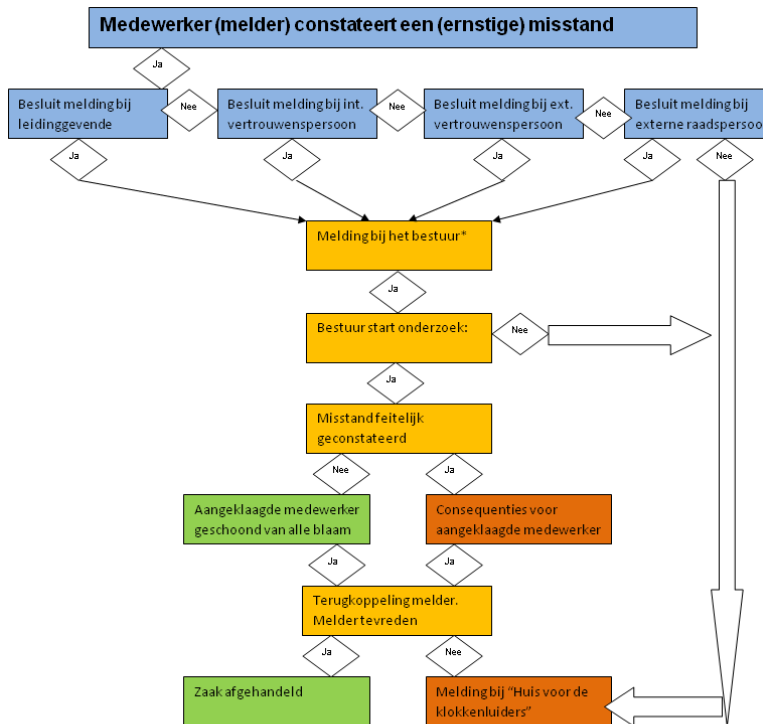 Medewerker (melder) constateert een (ernstige) misstand
Ja
Besluit melding bij
leidinggevende
Nee
Besluit melding bij int.
vertrouwenspersoon
Nee
Besluit melding bij ext.
vertrouwenspersoon
Nee
Besluit melding bij
externe raadspersoo
Ja
Ja
Ja
Ja
Nee
Melding bij het bestuur*
Ja
Bestuur start onderzoek:
Nee
Ja
Misstand feitelijk
geconstateerd
Nee
Ja
Aangeklaagde medewerker
geschoond van alle blaam
Consequenties voor
aangeklaagde medewerker
Ja
Ja
Terugkoppeling melder.
Melder tevreden
Ja
Nee
Zaak afgehandeld
Melding bij “Huis voor de
klokkenluiders”